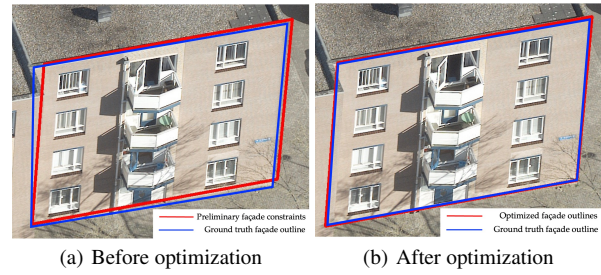 Preliminary façade constraints
Ground truth façade outline
Optimized façade outlines
Ground truth façade outline
(a) Before optimization
(b) After optimization